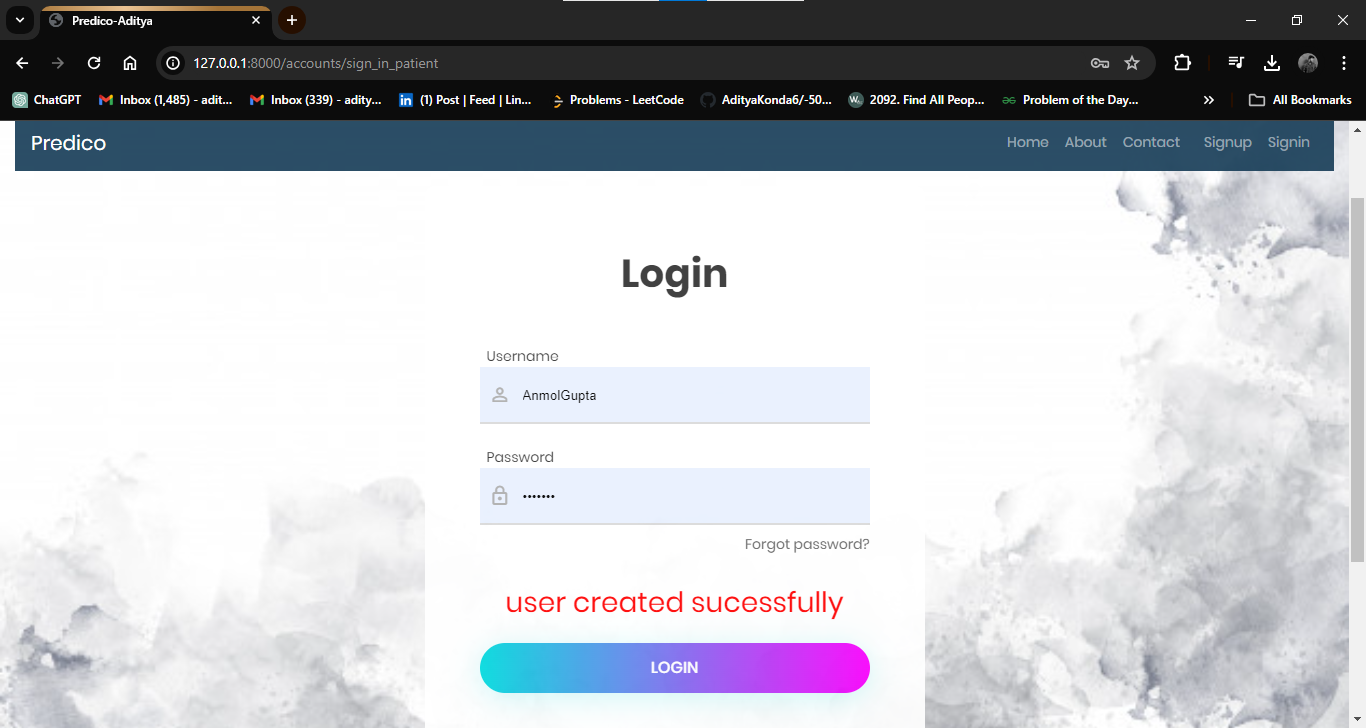 Predico-Aditya
127.0.0.1:8000/accounts/sign_in_patient
ChatGPT Inbox (1,485) - adit... Inbox (339) - adity... (1) Post | Feed | Lin... Problems - LeetCode AdityaKonda6/-50... 2092. Find All Peop... Problem of the Day... » All Bookmarks
Predico Home About Contact Signup Signin
Login
Username
AnmolGupta
Password
•••••••
Forgot password?
user created sucessfully
LOGIN